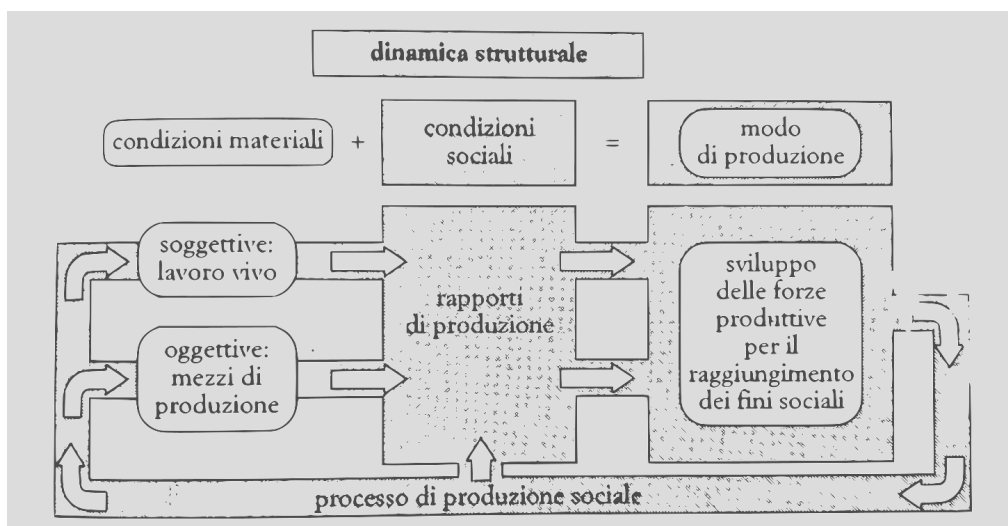 dinamica strutturale
condizioni materiali + condizioni sociali = modo di produzione
soggettive:
lavoro vivo
oggettive:
mezzi di
produzione
rapporti
di produzione
sviluppo
delle forze
produttive
per il
raggiungimento
dei fini sociali
processo di produzione sociale